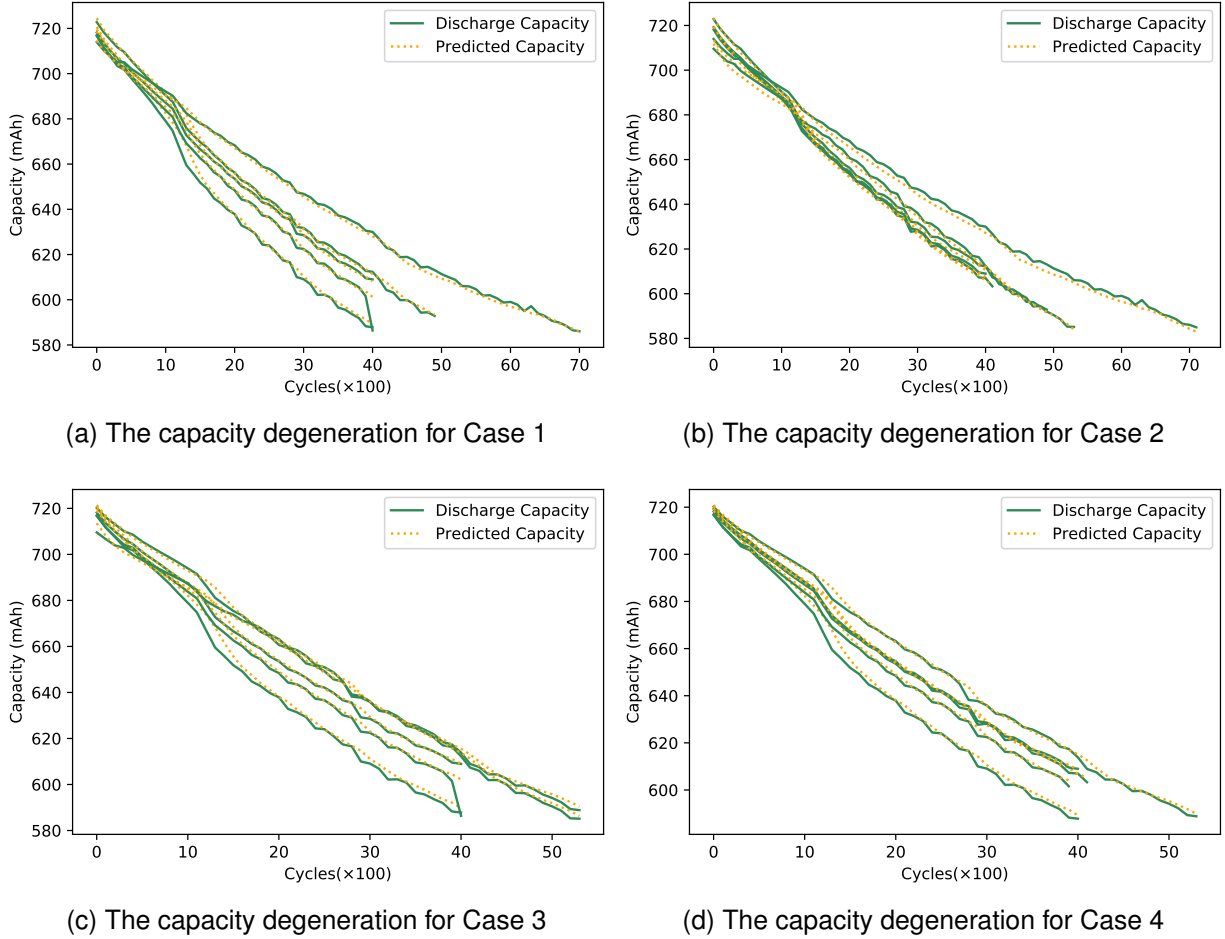 Discharge Capacity
Predicted Capacity
Capacity (mAh)
720
700
680
660
640
620
600
580
0 10 20 30 40 50 60 70
Cycles(×100)
(a) The capacity degeneration for Case 1
Discharge Capacity
Predicted Capacity
Capacity (mAh)
720
700
680
660
640
620
600
580
0 10 20 30 40 50 60 70
Cycles(×100)
(b) The capacity degeneration for Case 2
Discharge Capacity
Predicted Capacity
Capacity (mAh)
720
700
680
660
640
620
600
580
0 10 20 30 40 50
Cycles(×100)
(c) The capacity degeneration for Case 3
Discharge Capacity
Predicted Capacity
Capacity (mAh)
720
700
680
660
640
620
600
0 10 20 30 40 50
Cycles(×100)
(d) The capacity degeneration for Case 4